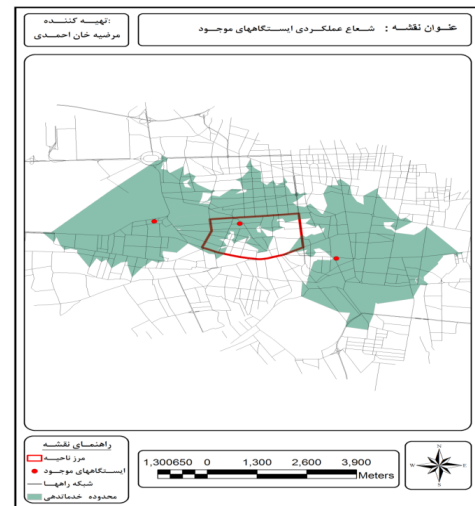 عنوان نقشه : شعاع عملکردی ایستگاههای موجود
تهیه کننده:
مرضیه خان احمدی
راهنمای نقشه
مرز ناحیه
ایستگاههای موجود
شبکه راهها
محدوده خدماتدهی
1,300650 0 1,300 2,600 3,900
Meters
N
W E
S